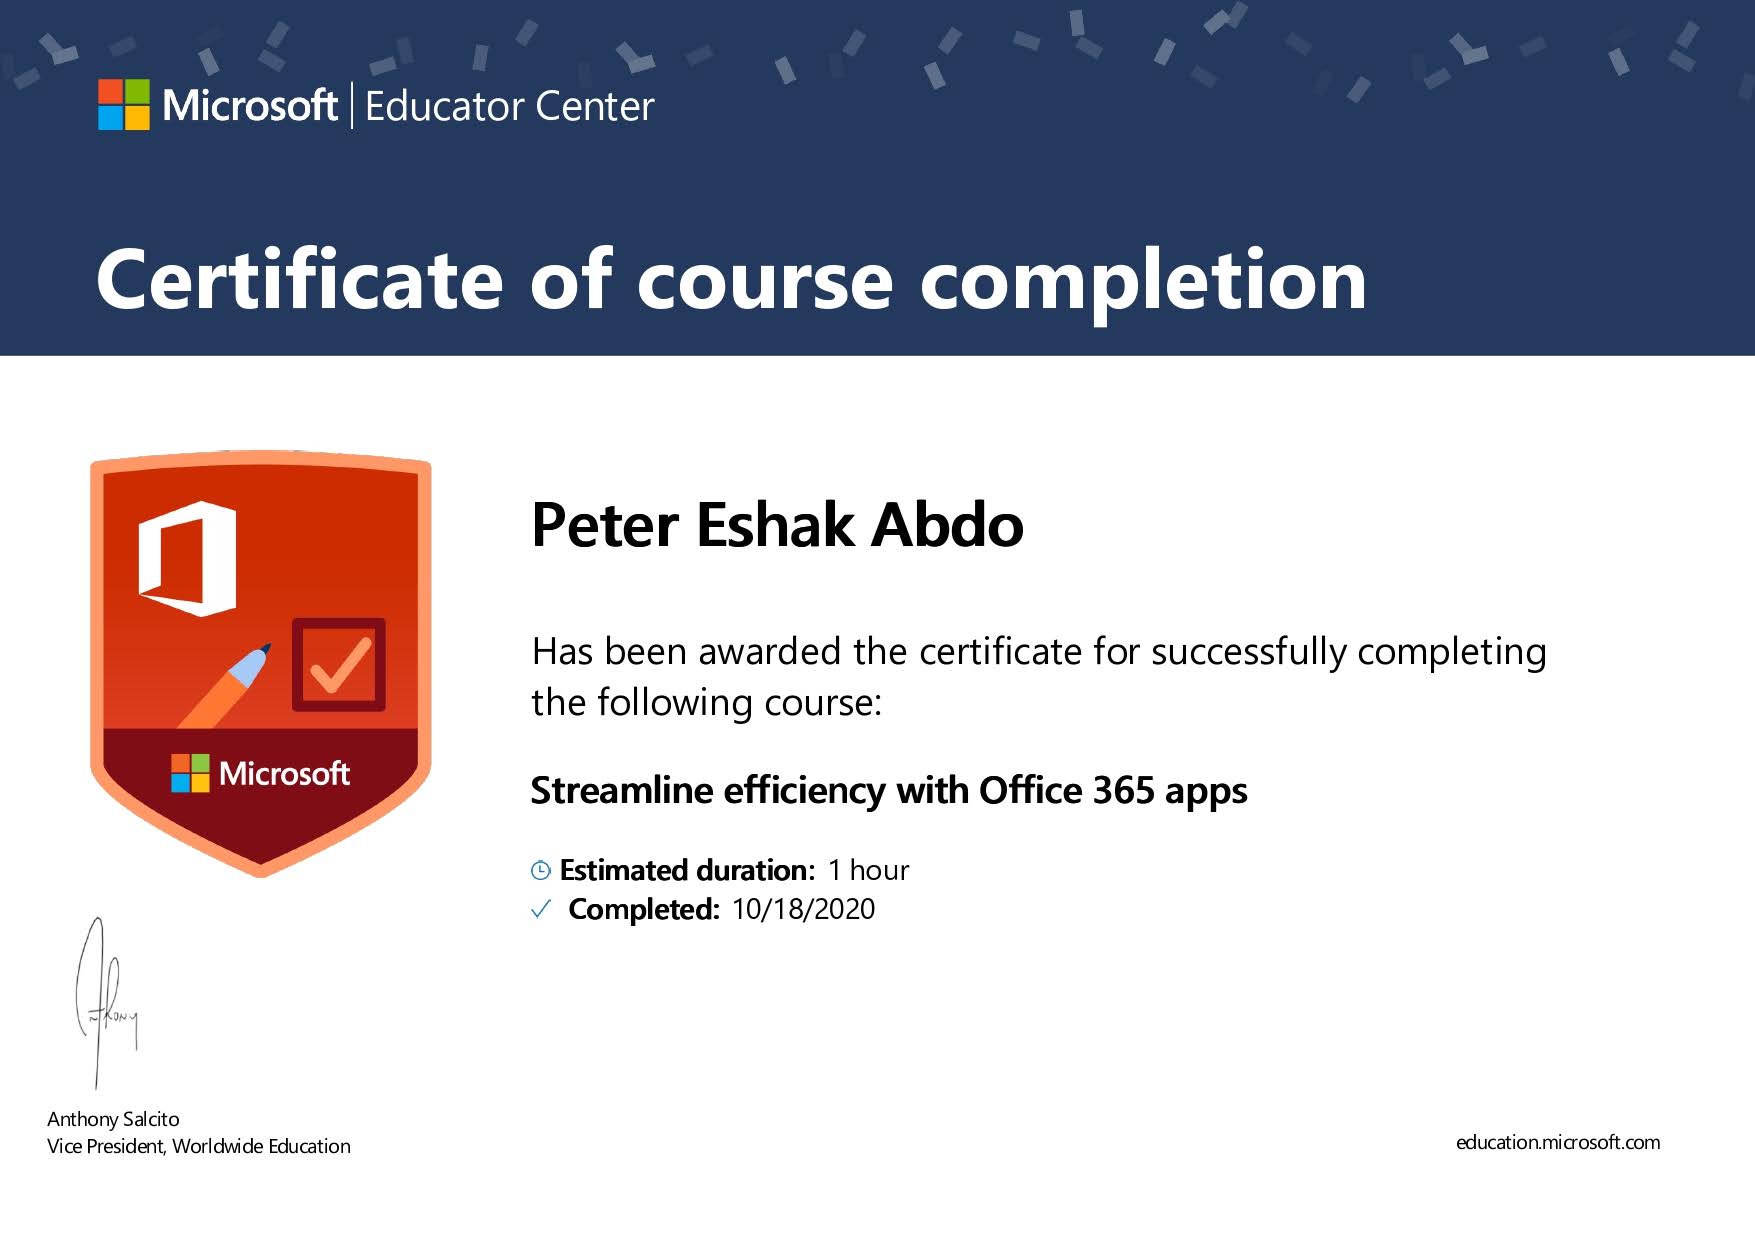 Microsoft | Educator Center
Certificate of course completion
Peter Eshak Abdo
Has been awarded the certificate for successfully completing
the following course:
Streamline efficiency with Office 365 apps
Estimated duration: 1 hour
Completed: 10/18/2020
Microsoft
Anthony
Anthony Salcito
Vice President, Worldwide Education
education.microsoft.com